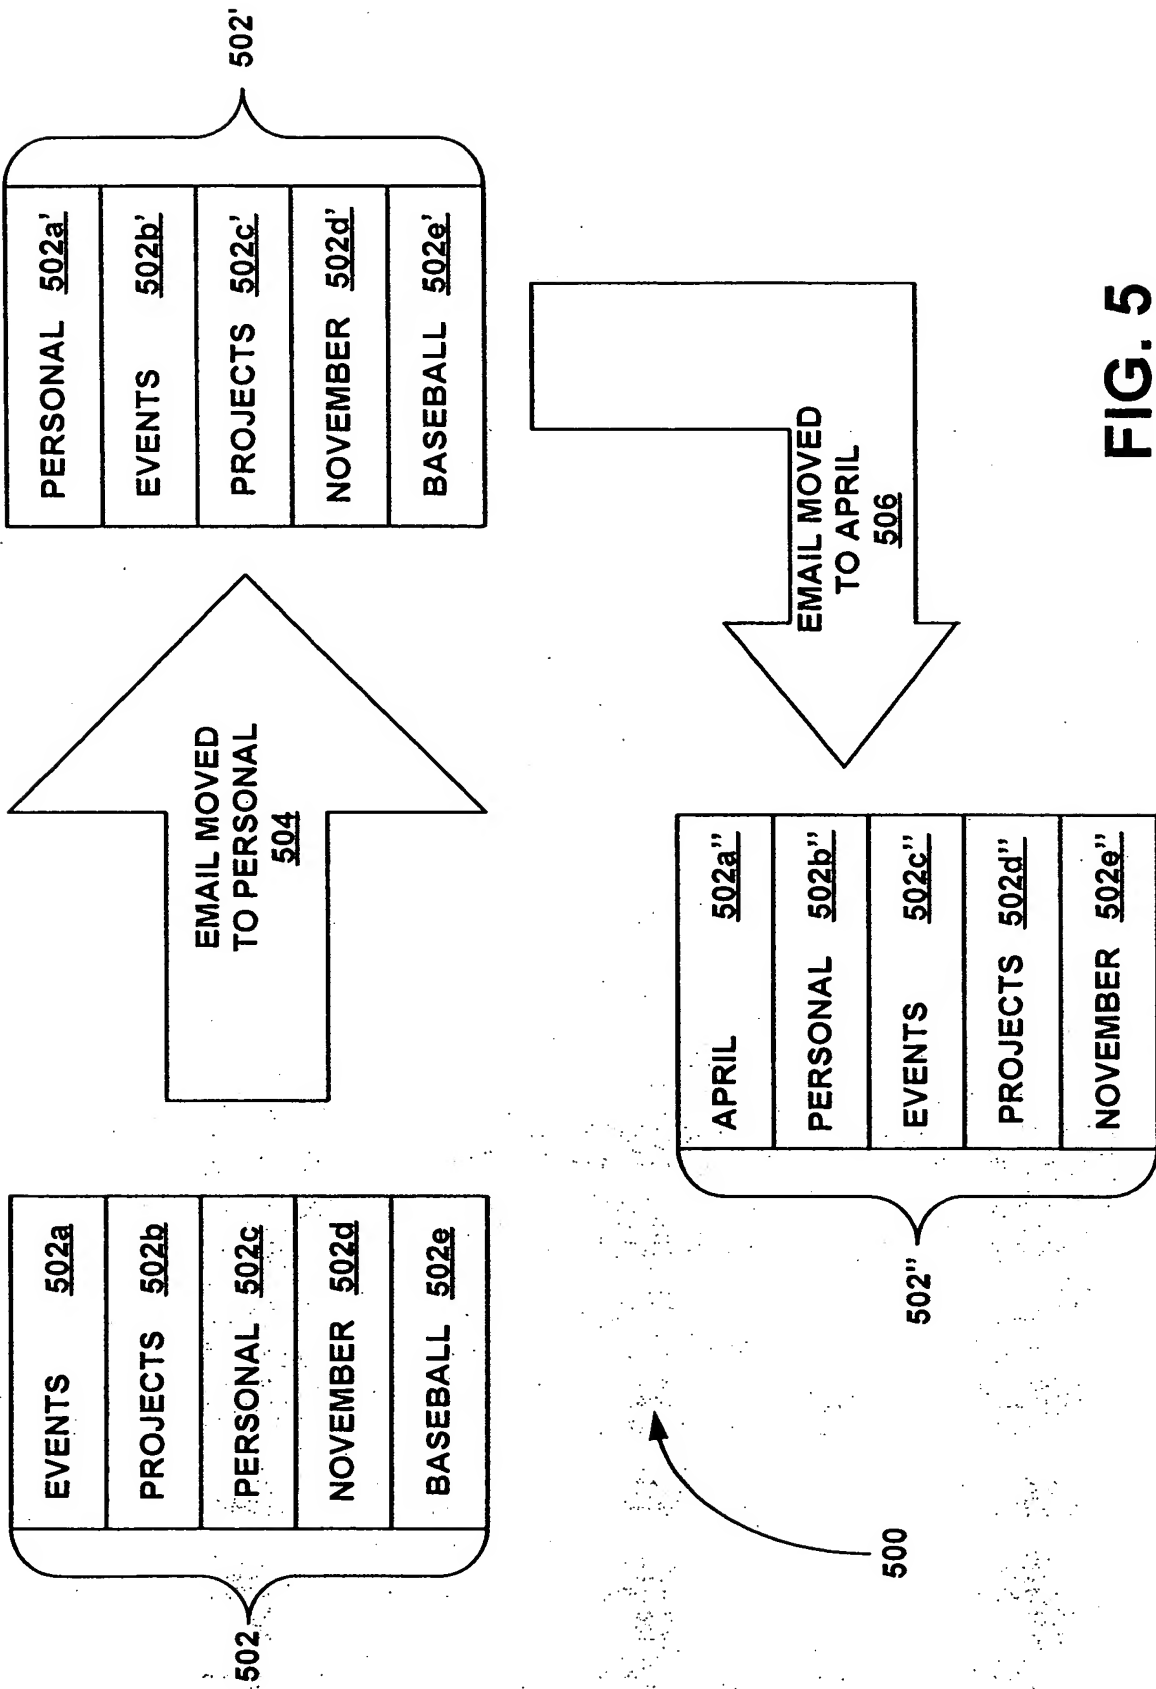 EVENTS 502a
PROJECTS 502b
PERSONAL 502c
NOVEMBER 502d
BASEBALL 502e
502
EMAIL MOVED
TO PERSONAL
504
PERSONAL 502a'
EVENTS 502b'
PROJECTS 502c'
NOVEMBER 502d'
BASEBALL 502e'
502'
EMAIL MOVED
TO APRIL
506
APRIL 502a''
PERSONAL 502b''
EVENTS 502c''
PROJECTS 502d''
NOVEMBER 502e''
502''
500
FIG. 5